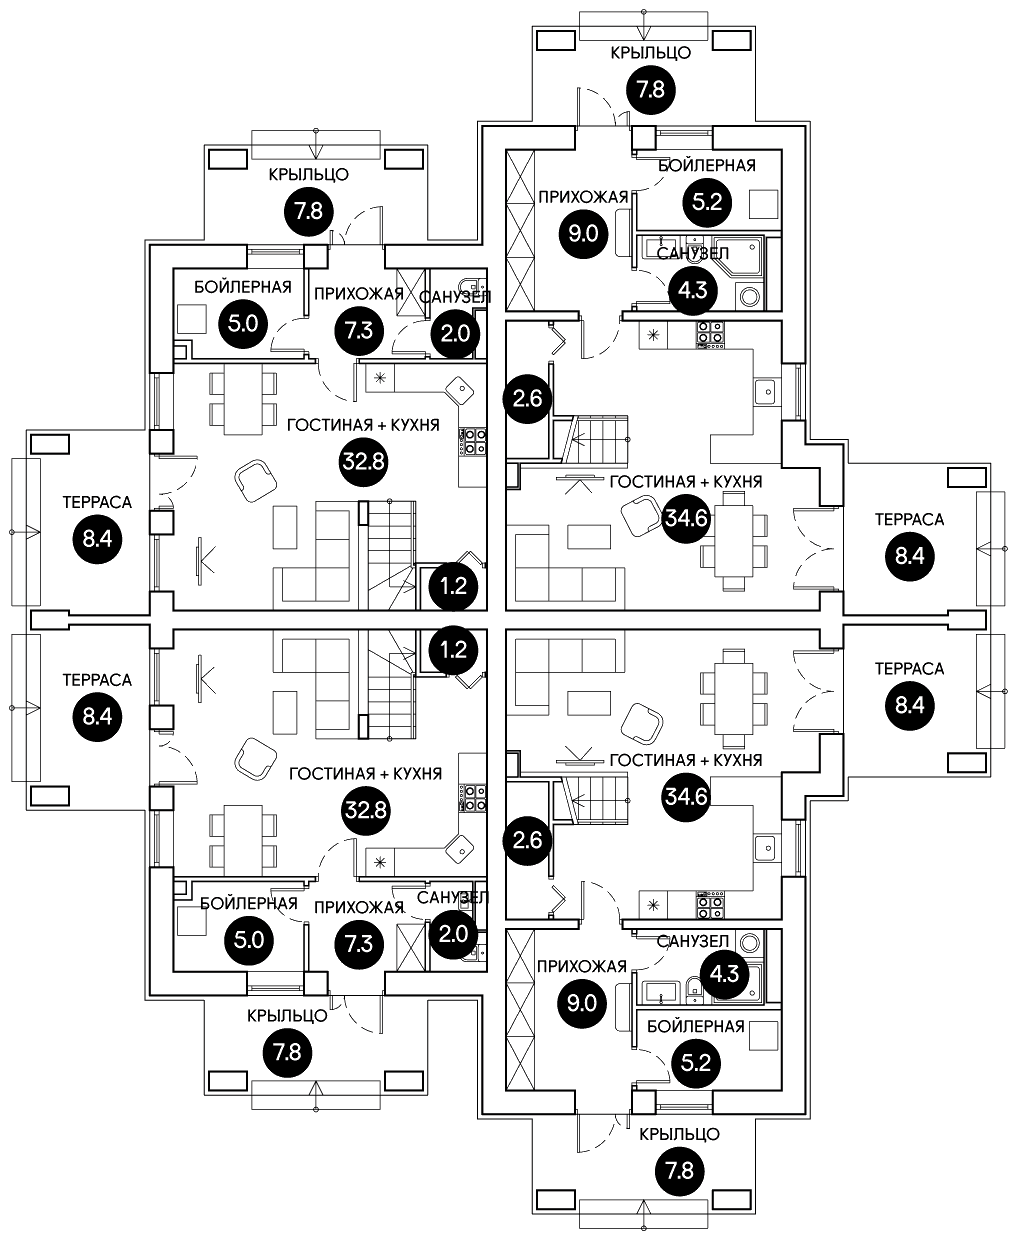 КРЫЛЬЦО
7.8
КРЫЛЬЦО
7.8
БОЙЛЕРНАЯ
5.2
ПРИХОЖАЯ
9.0
САНУЗЕЛ
4.3
БОЙЛЕРНАЯ
5.0
ПРИХОЖАЯ
7.3
САНУЗЕЛ
2.0
2.6
ГОСТИНАЯ + КУХНЯ
32.8
ГОСТИНАЯ + КУХНЯ
34.6
ТЕРРАСА
8.4
ТЕРРАСА
8.4
1.2
1.2
ТЕРРАСА
8.4
ТЕРРАСА
8.4
ГОСТИНАЯ + КУХНЯ
32.8
ГОСТИНАЯ + КУХНЯ
34.6
2.6
БОЙЛЕРНАЯ
5.0
ПРИХОЖАЯ
7.3
САНУЗЕЛ
2.0
САНУЗЕЛ
4.3
ПРИХОЖАЯ
9.0
БОЙЛЕРНАЯ
5.2
КРЫЛЬЦО
7.8
КРЫЛЬЦО
7.8